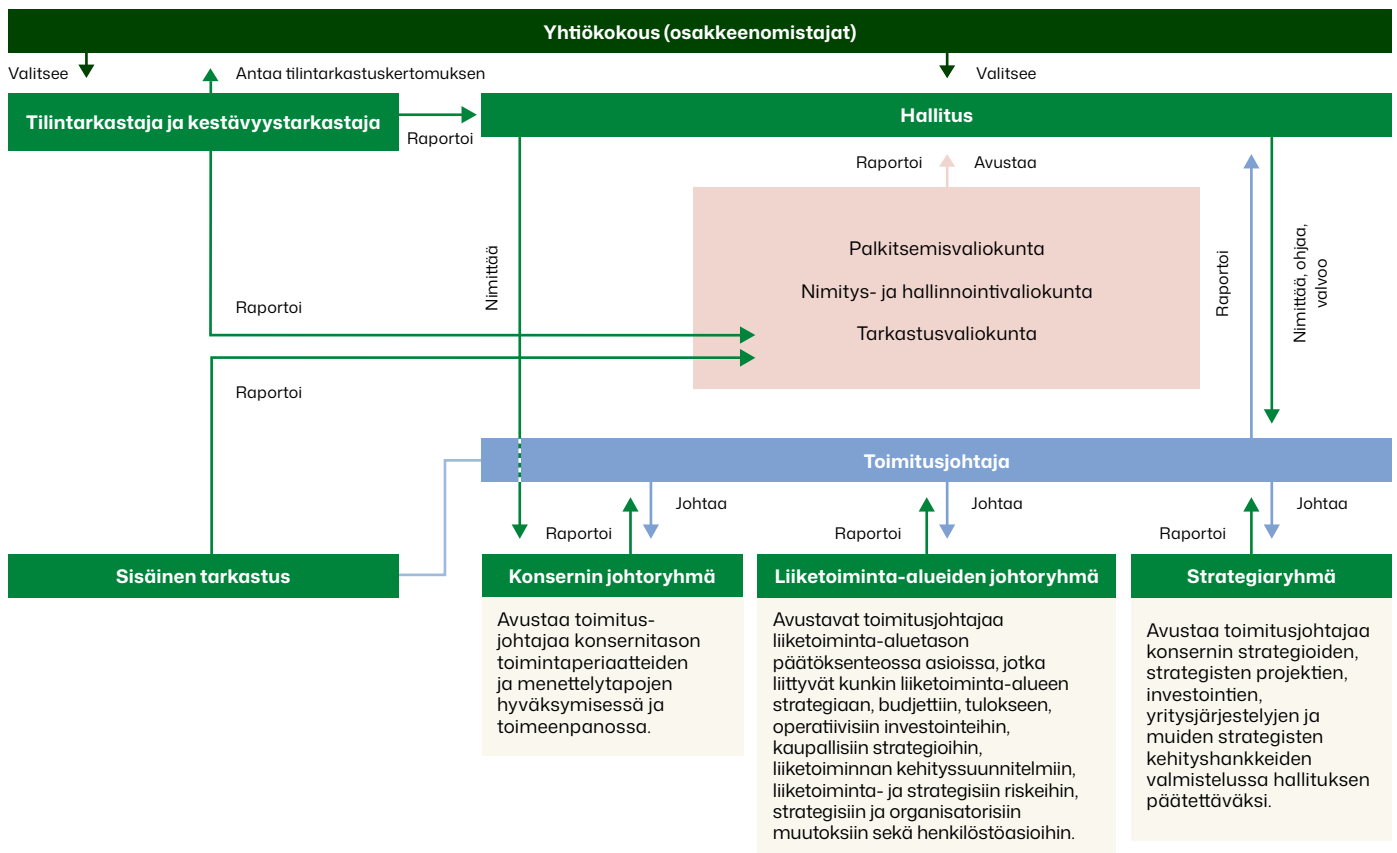 Yhtiökokous (osakkeenomistajat)
Valitsee
Antaa tilintarkastuskertomuksen
Valitsee
Tilintarkastaja ja kestävyystarkastaja
Raportoi
Hallitus
Raportoi
Avustaa
Palkitsemisvaliokunta
Nimitys- ja hallinnointivaliokunta
Tarkastusvaliokunta
Nimittää
Raportoi
Nimittää, ohjaa,
valvoo
Raportoi
Raportoi
Toimitusjohtaja
Raportoi
Johtaa
Raportoi
Johtaa
Raportoi
Johtaa
Sisäinen tarkastus
Konsernin johtoryhmä
Avustaa toimitus-
johtajaa konsernitason
toimintaperiaatteiden
ja menettelytapojen
hyväksymisessä ja
toimeenpanossa.
Liiketoiminta-alueiden johtoryhmä
Avustavat toimitusjohtajaa
liiketoiminta-aluetason
päätöksenteossa asioissa, jotka
liittyvät kunkin liiketoiminta-alueen
strategiaan, budjettiin, tulokseen,
operatiivisiin investointeihin,
kaupallisiin strategioihin,
liiketoiminnan kehityssuunnitelmiin,
liiketoiminta- ja strategisiin riskeihin,
strategisiin ja organisatorisiin
muutoksiin sekä henkilöstöasioihin.
Strategiaryhmä
Avustaa toimitusjohtajaa
konsernin strategioiden,
strategisten projektien,
investointien,
yritysjärjestelyjen ja
muiden strategisten
kehityshankkeiden
valmistelussa hallituksen
päätettäväksi.